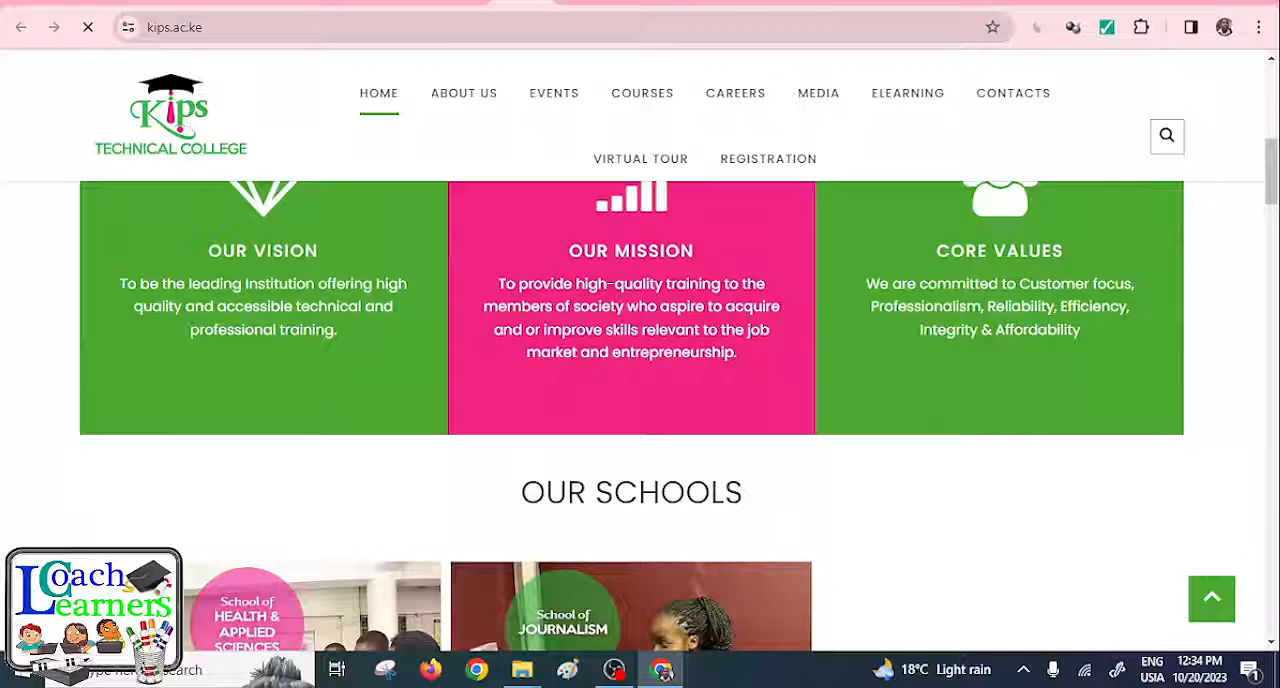 kips.ac.ke
Kips
TECHNICAL COLLEGE
HOME ABOUT US EVENTS COURSES CAREERS MEDIA ELEARNING CONTACTS
VIRTUAL TOUR REGISTRATION
OUR VISION
To be the leading Institution offering high
quality and accessible technical and
professional training.
OUR MISSION
To provide high-quality training to the
members of society who aspire to acquire
and or improve skills relevant to the job
market and entrepreneurship.
CORE VALUES
We are committed to Customer focus,
Professionalism, Reliability, Efficiency,
Integrity & Affordability
OUR SCHOOLS
School of
HEALTH &
APPLIED
SCIENCES
School of
JOURNALISM
Coach
Learners
search
18°C Light rain
ENG
USIA
12:34 PM
10/20/2023
1